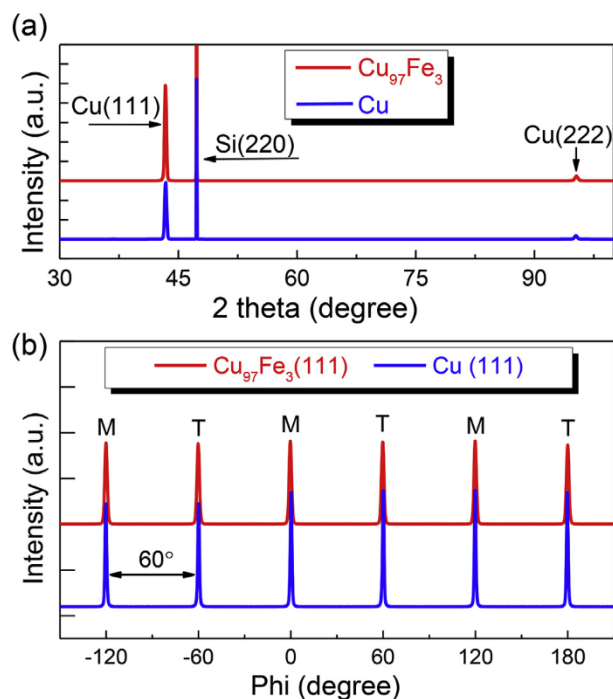 (a)
Intensity (a.u.)
Cu₉₇Fe₃
Cu
Cu(111)
Si(220)
Cu(222)
30 45 60 75 90
2 theta (degree)
(b)
Intensity (a.u.)
Cu₉₇Fe₃(111) Cu (111)
M T M T M T
60°
-120 -60 0 60 120 180
Phi (degree)